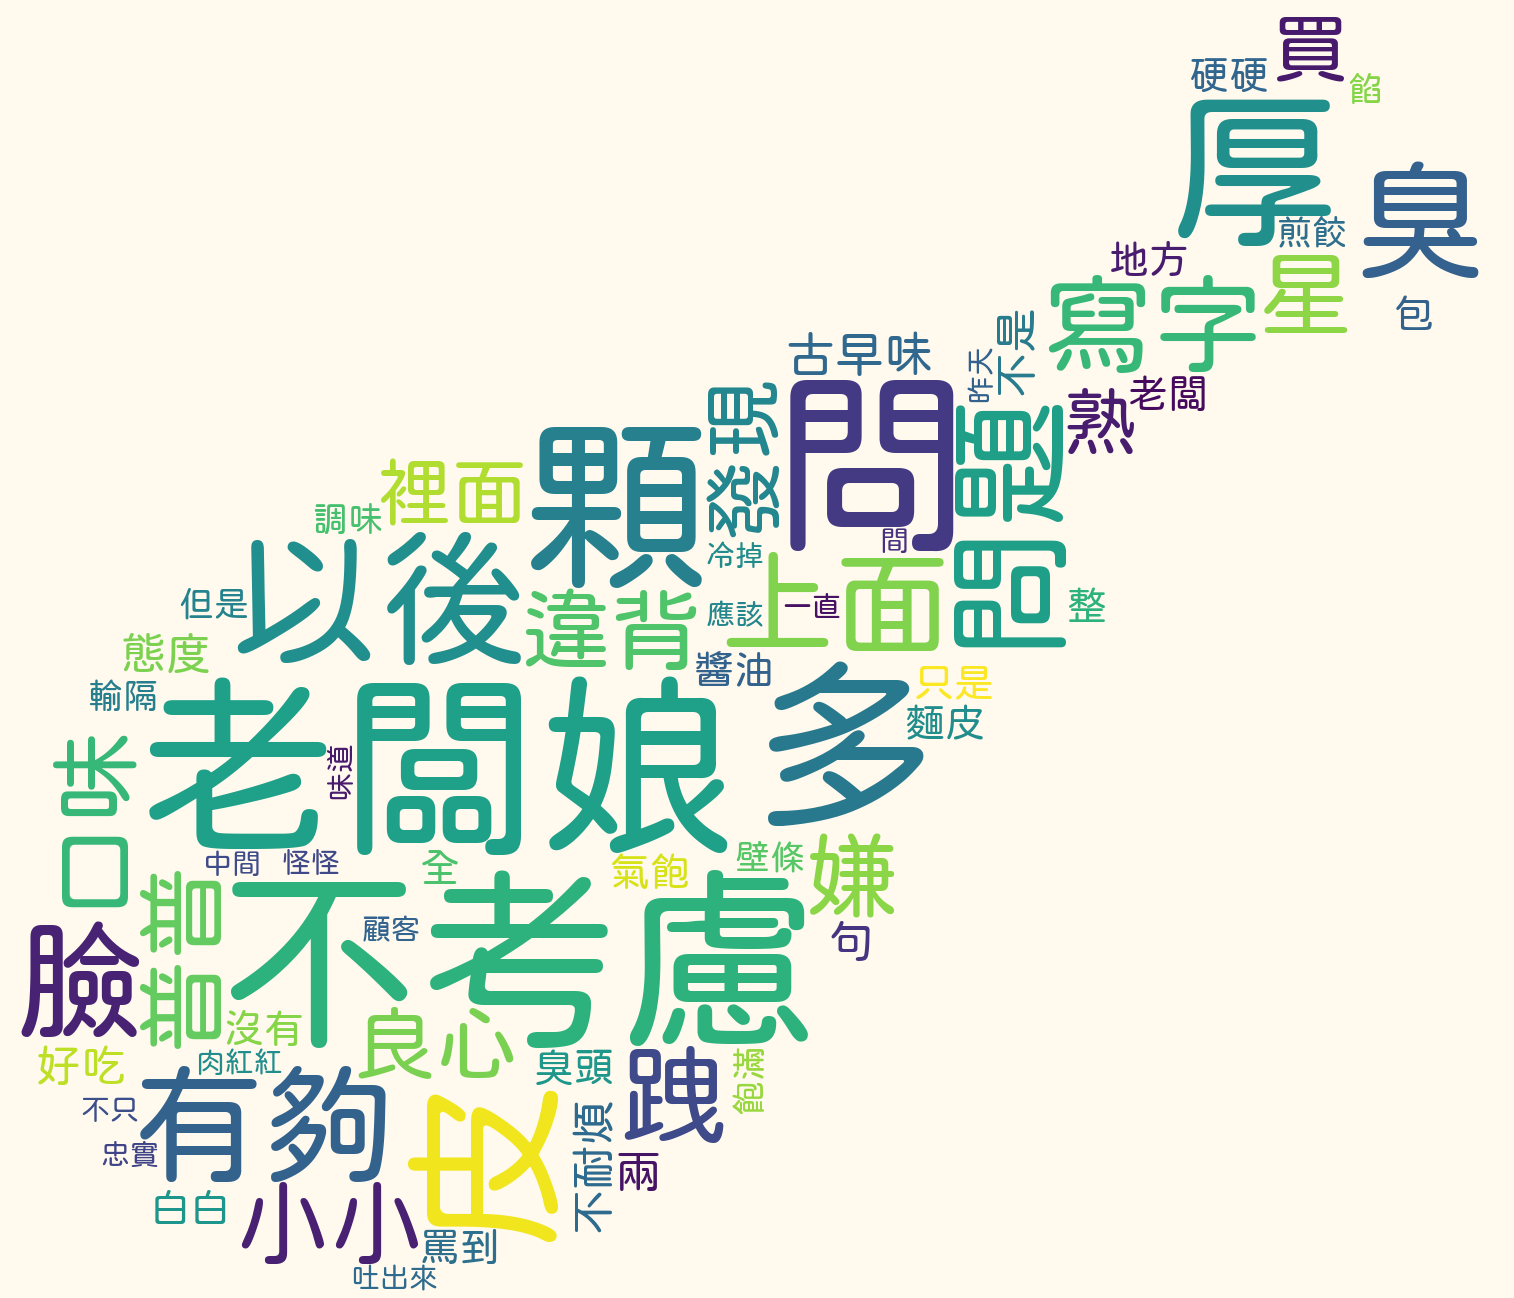 買
硬硬
餡
厚
臭
煎餃
地方
星
包
寫字
不是
古早味
昨天
老闆
熟
發現
問
問題
顆
裡面
調味
間
冷掉
上面
一直
應該
整
以後
但是
違背
態度
醬油
只是
輸隔
麵皮
老闆娘
多
味道
口味
中間
怪怪
全
氣飽
壁條
嫌
普普
不考慮
顧客
句
臉
沒有
良心
好吃
肉紅紅
臭頭
跩
飽滿
有夠
不只
皮
不耐煩
忠實
兩
白白
小小
罵到
吐出來